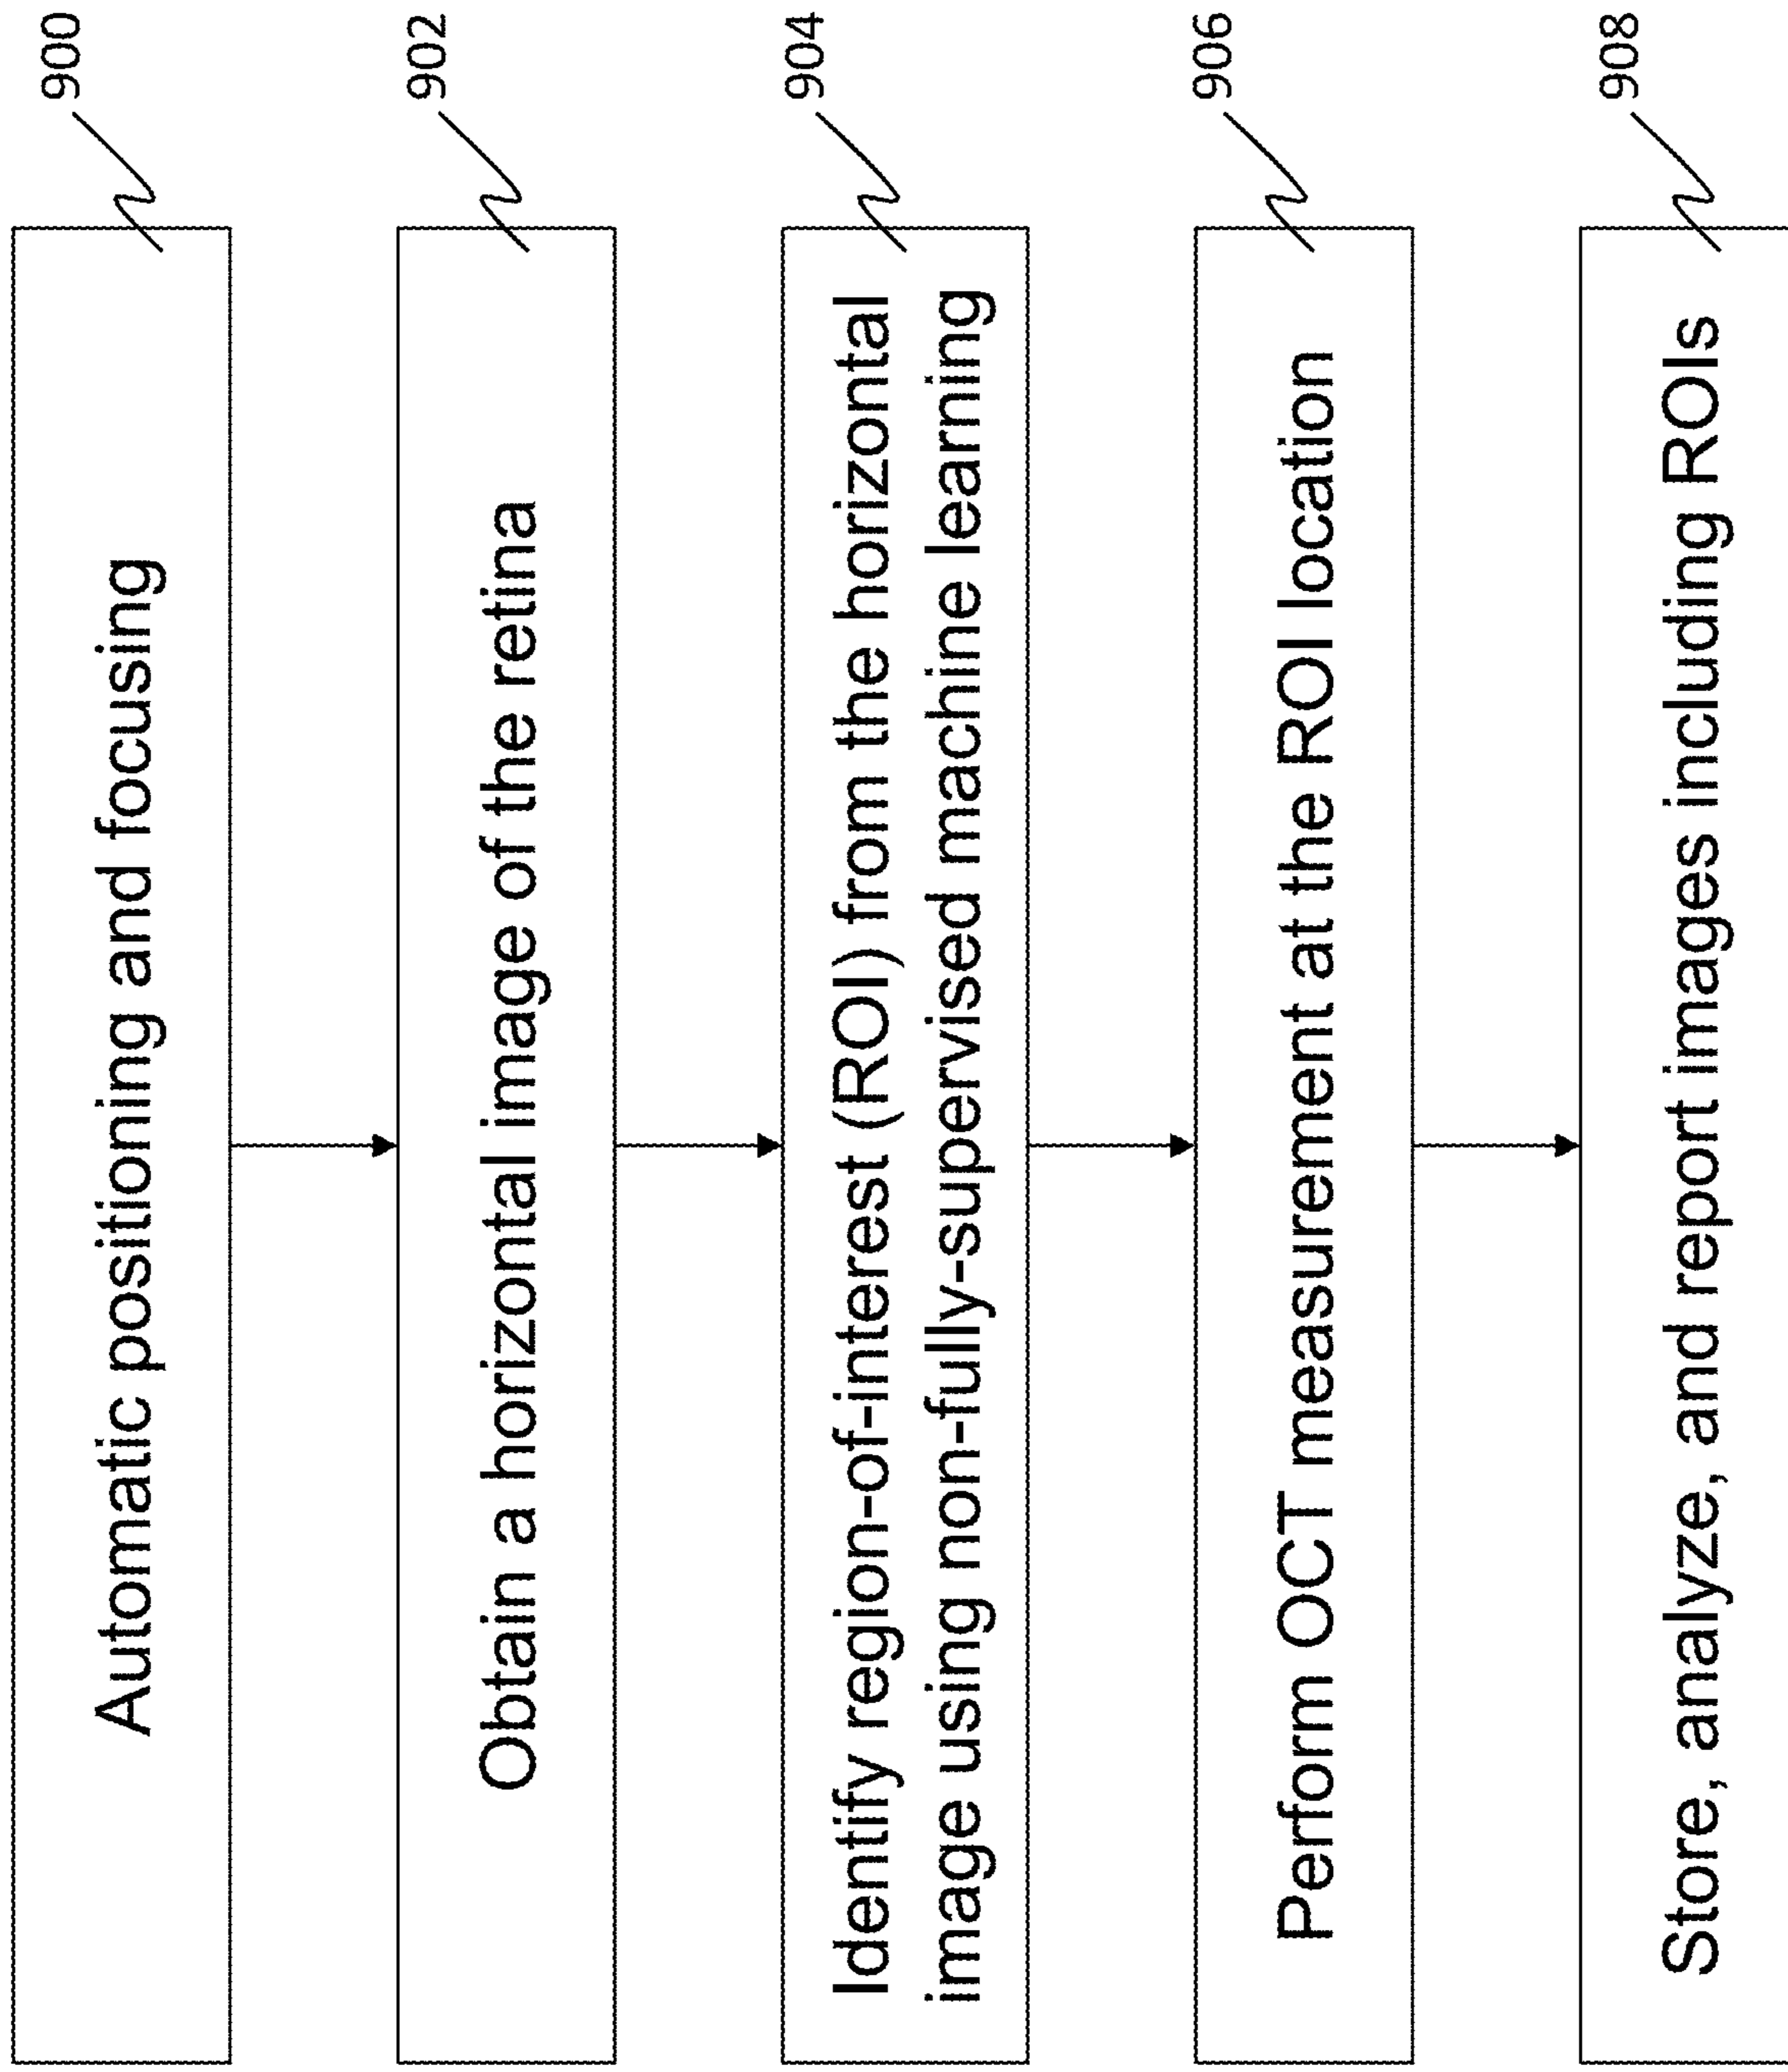 Automatic positioning and focusing
900
Obtain a horizontal image of the retina
902
Identify region-of-interest (ROI) from the horizontal
image using non-fully-supervised machine learning
904
Perform OCT measurement at the ROI location
906
Store, analyze, and report images including ROIs
908